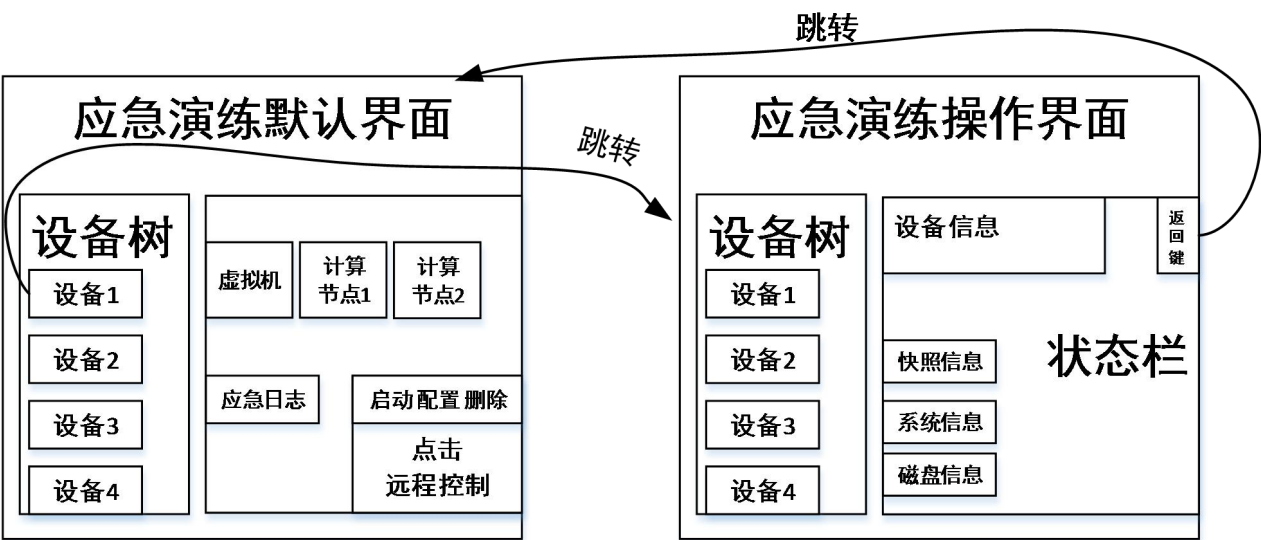 跳转
应急演练默认界面
跳转
设备树
设备1
设备2
设备3
设备4
虚拟机
计算
节点1
计算
节点2
应急日志
启动 配置 删除
点击
远程控制
应急演练操作界面
设备树
设备1
设备2
设备3
设备4
设备信息
返
回
键
状态栏
快照信息
系统信息
磁盘信息